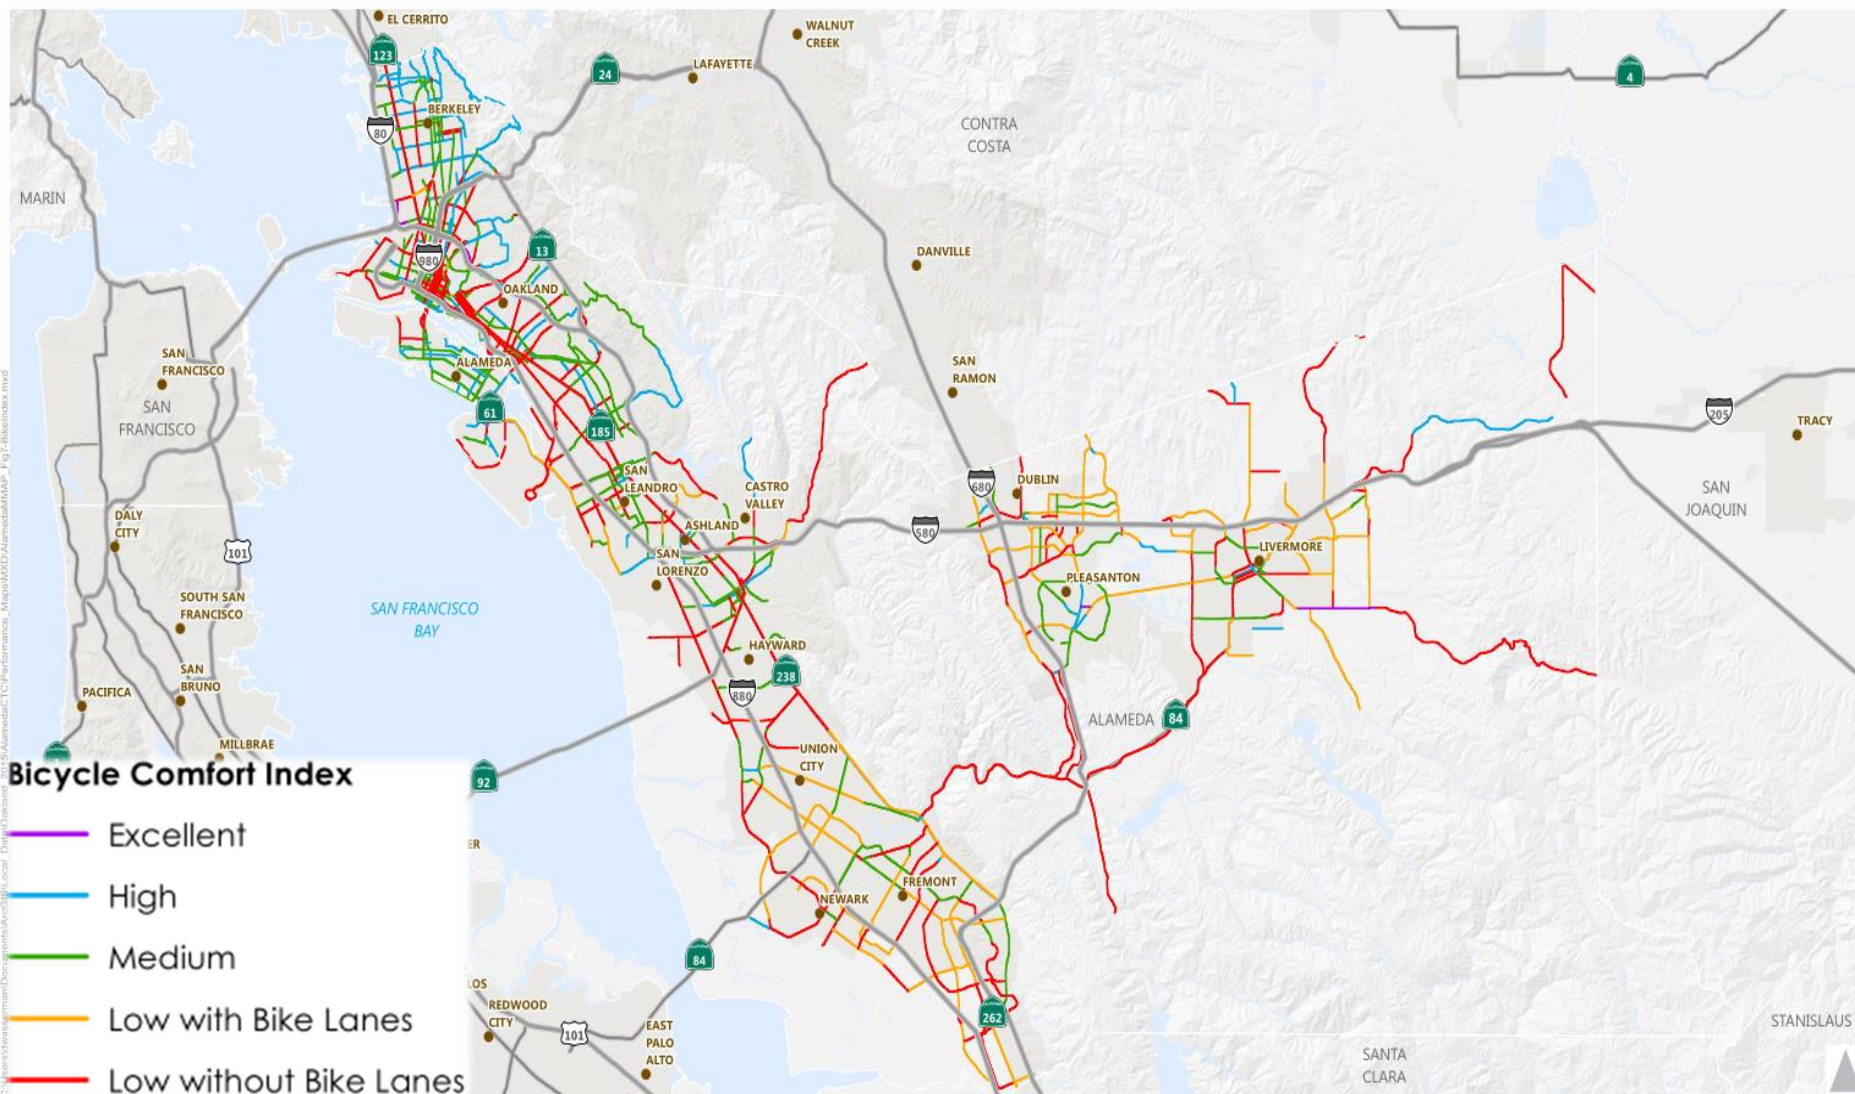 EL CERRITO
WALNUT
CREEK
123
24
LAFAYETTE
4
BERKELEY
80
CONTRA
COSTA
MARIN
13
980
DANVILLE
OAKLAND
SAN
FRANCISCO
SAN
FRANCISCO
ALAMEDA
61
185
SAN
RAMON
205
TRACY
SAN
LEANDRO
CASTRO
VALLEY
680
DUBLIN
SAN
JOAQUIN
DALY
CITY
101
ASHLAND
580
LIVERMORE
SAN
LORENZO
PLEASANTON
SOUTH SAN
FRANCISCO
SAN FRANCISCO
BAY
HAYWARD
238
SAN
BRUNO
PACIFICA
880
ALAMEDA
84
MILLBRAE
UNION
CITY
92
Bicycle Comfort Index
Excellent
High
Medium
Low with Bike Lanes
Low without Bike Lanes
ER
NEWARK
FREMONT
84
LOS
REDWOOD
CITY
101
EAST
PALO
ALTO
262
STANISLAUS
SANTA
CLARA